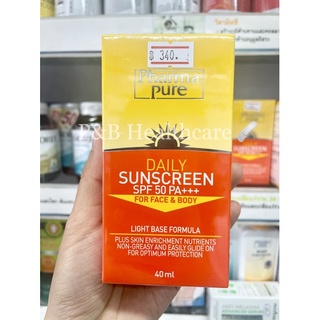 ฿ 340.-
Pharma
pure
P&B Healthcare
DAILY
SUNSCREEN
SPF 50 PA+++
FOR FACE & BODY
LIGHT BASE FORMULA
PLUS SKIN ENRICHMENT NUTRIENTS
NON-GREASY AND EASILY GLIDE ON
FOR OPTIMUM PROTECTION
40 ml